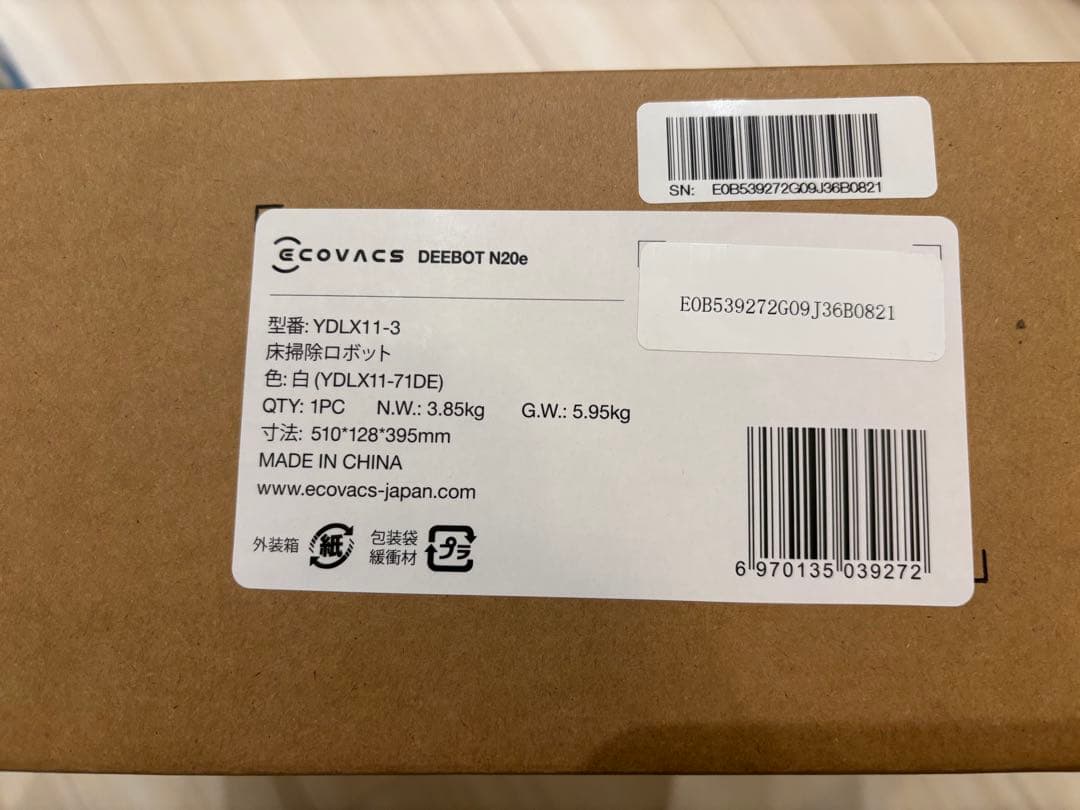 SN: E0B539272G09J36B0821
ECOVACS DEEBOT N20e
E0B539272G09J36B0821
型番: YDLX11-3
床掃除ロボット
色: 白 (YDLX11-71DE)
QTY: 1PC N.W.: 3.85kg G.W.: 5.95kg
寸法: 510*128*395mm
MADE IN CHINA
www.ecovacs-japan.com
外装箱 紙 包装袋 プラ
緩衝材
6 970135 039272